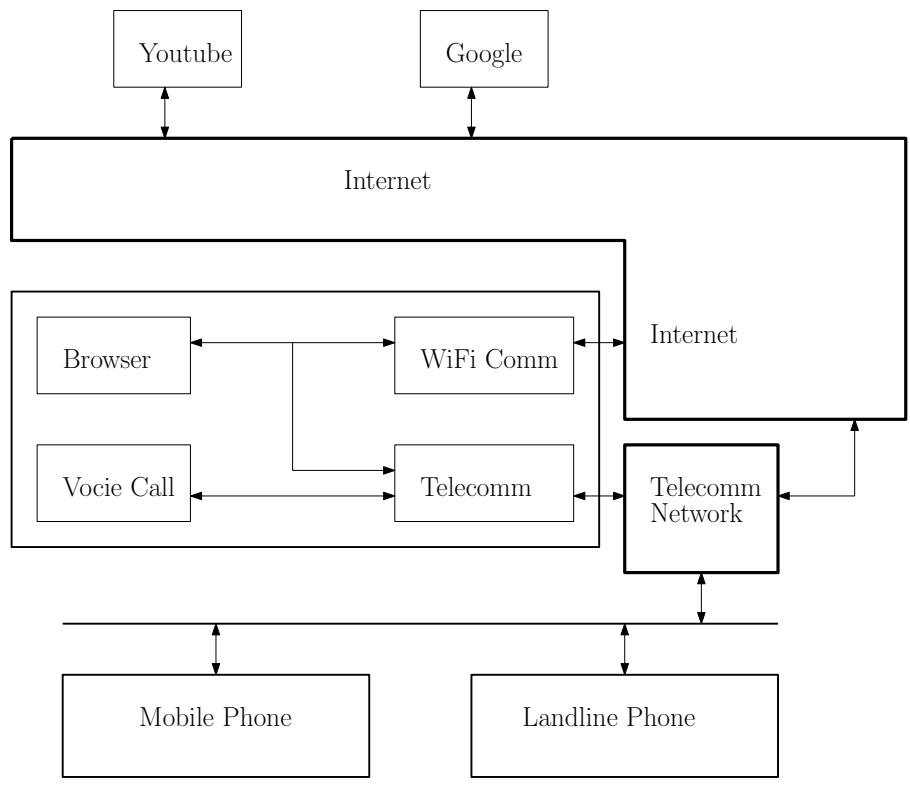 Youtube
Google
Internet
Internet
Browser
WiFi Comm
Vocie Call
Telecomm
Telecomm
Network
Mobile Phone
Landline Phone